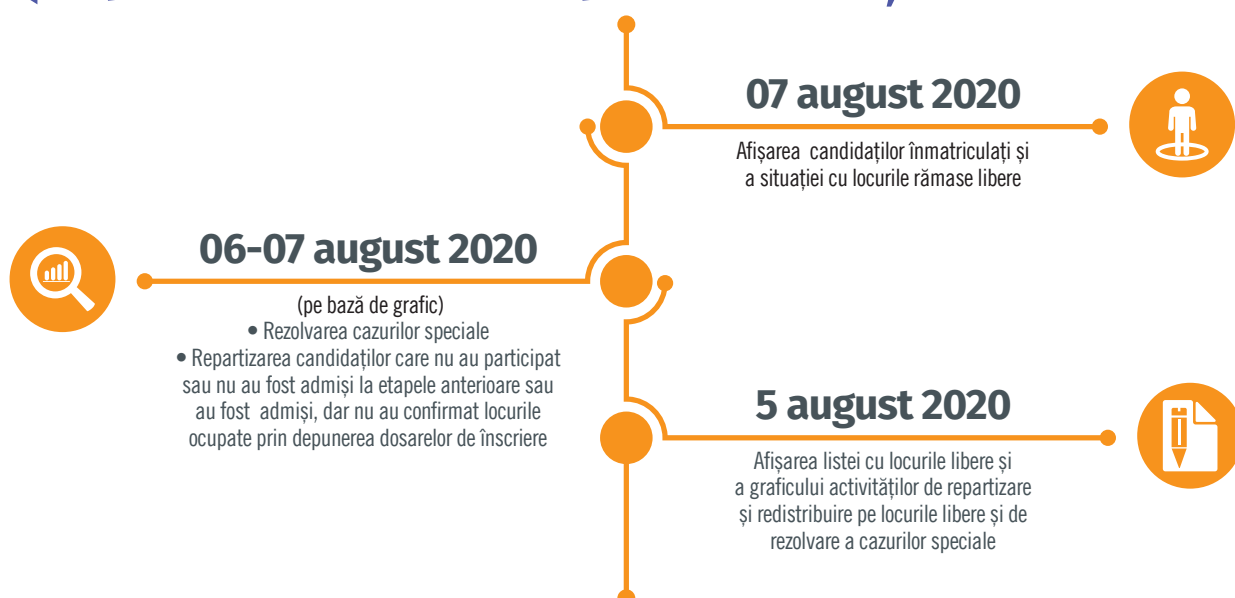 07 august 2020
Afișarea candidaților înmatriculați și
a situației cu locurile rămase libere
06-07 august 2020
(pe bază de grafic)
• Rezolvarea cazurilor speciale
• Repartizarea candidaților care nu au participat
sau nu au fost admiși la etapele anterioare sau
au fost admiși, dar nu au confirmat locurile
ocupate prin depunerea dosarelor de înscriere
5 august 2020
Afișarea listei cu locurile libere și
a graficului activităților de repartizare
și redistribuire pe locurile libere și de
rezolvare a cazurilor speciale